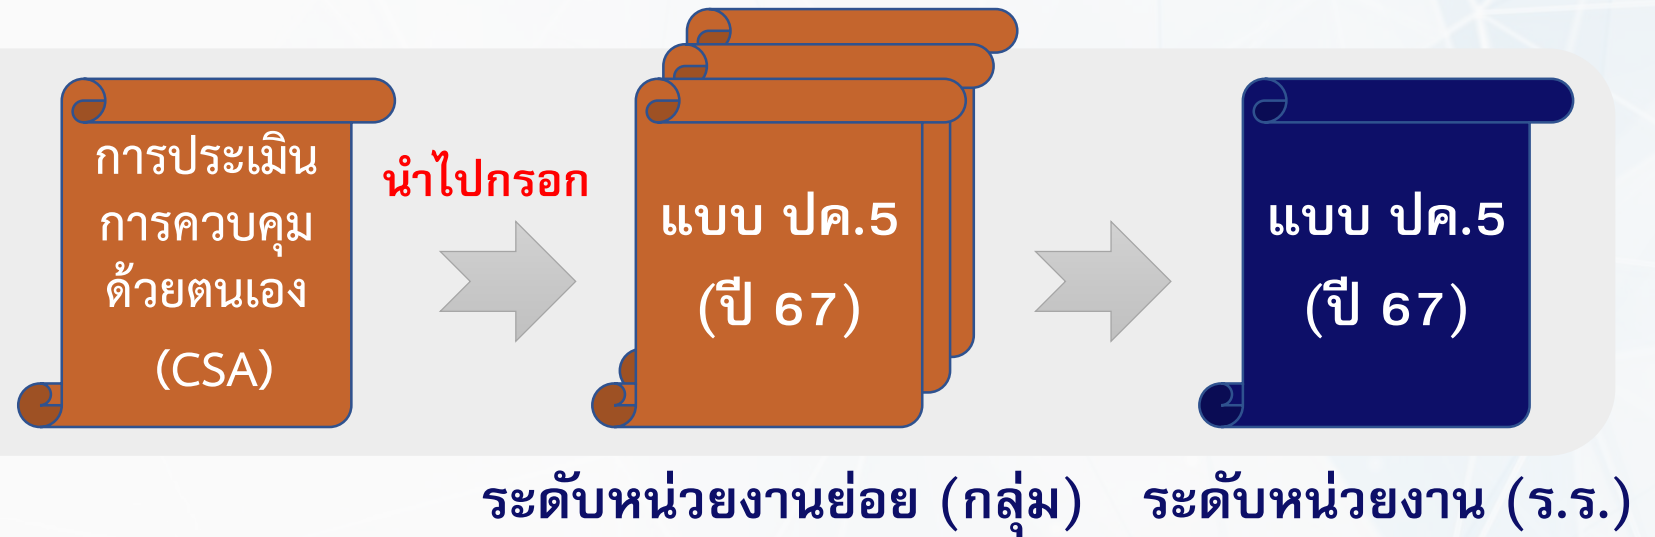 การประเมิน
การควบคุม
ด้วยตนเอง
(CSA)
นำไปกรอก
แบบ ปค.5
(ปี 67)
แบบ ปค.5
(ปี 67)
ระดับหน่วยงานย่อย (กลุ่ม)
ระดับหน่วยงาน (ร.ร.)